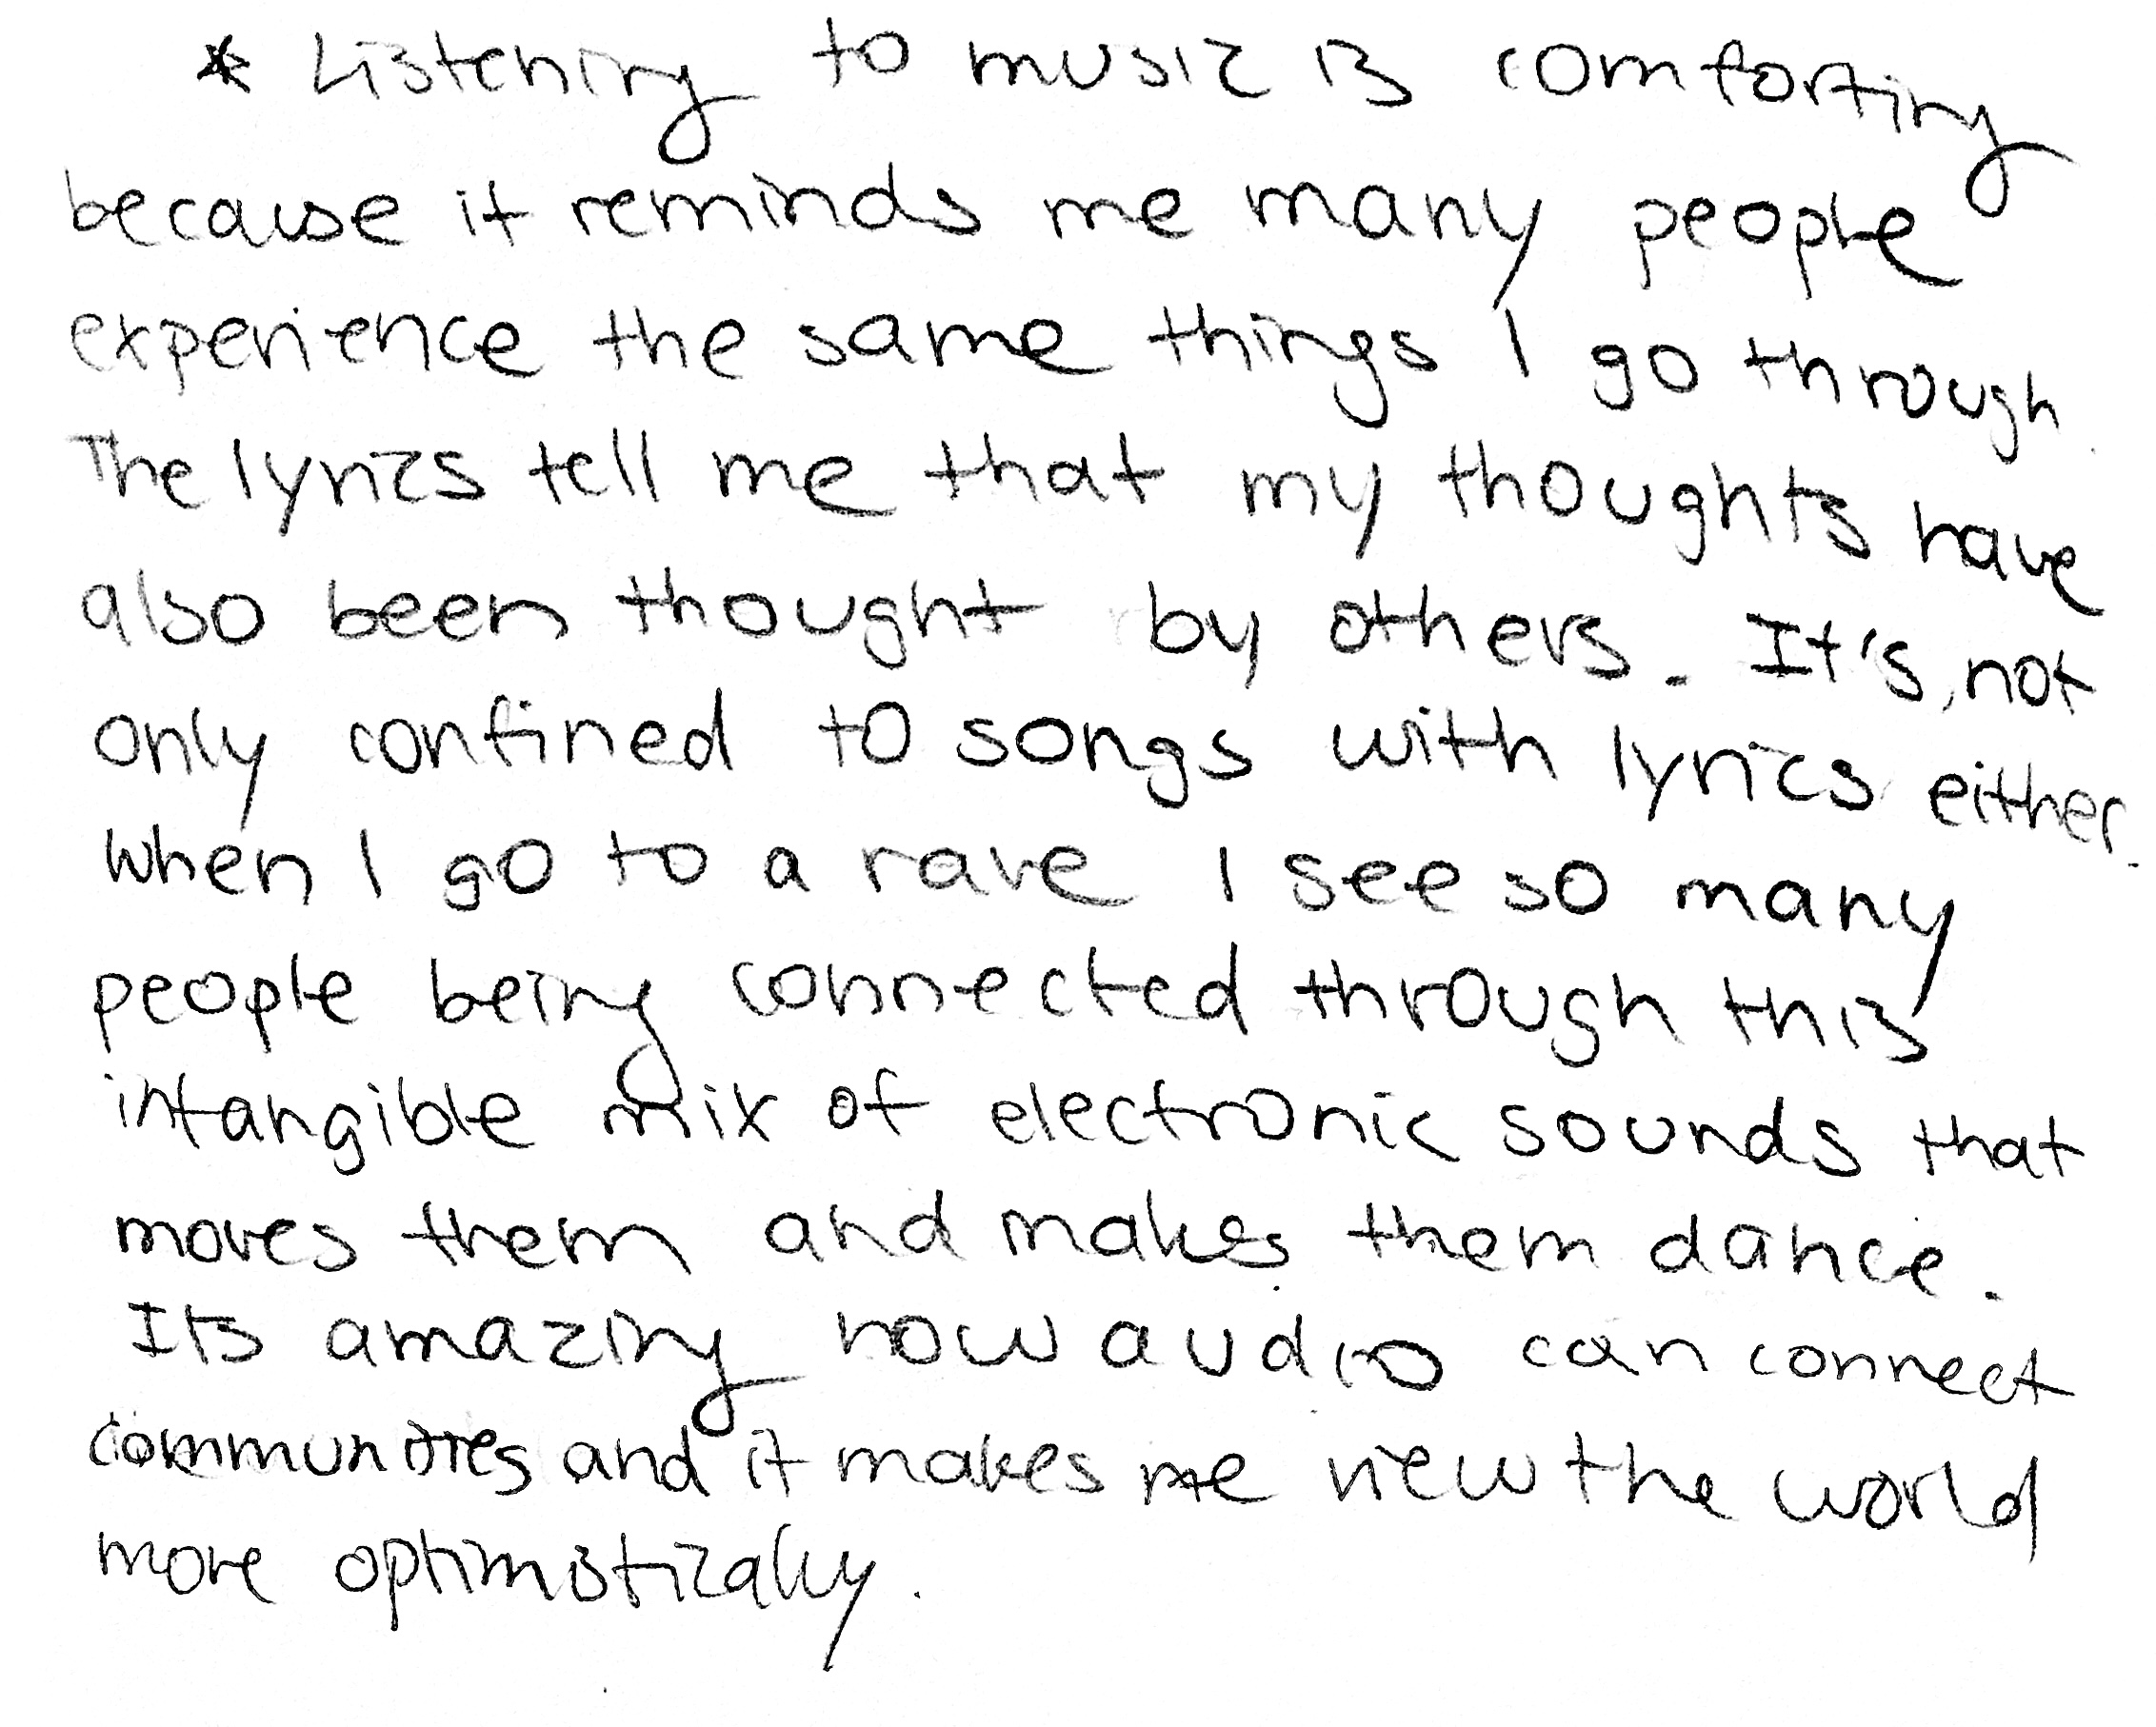 * Listening to music is comforting
because it reminds me many people
experience the same things I go through.
The lyrics tell me that my thoughts have
also been thought by others. It's, not
only confined to songs with lyrics either.
When I go to a rave I see so many
people being connected through this
intangible mix of electronic sounds that
moves them and makes them dance.
Its amazing how audio can connect
communities and it makes me view the world
more optimistically.